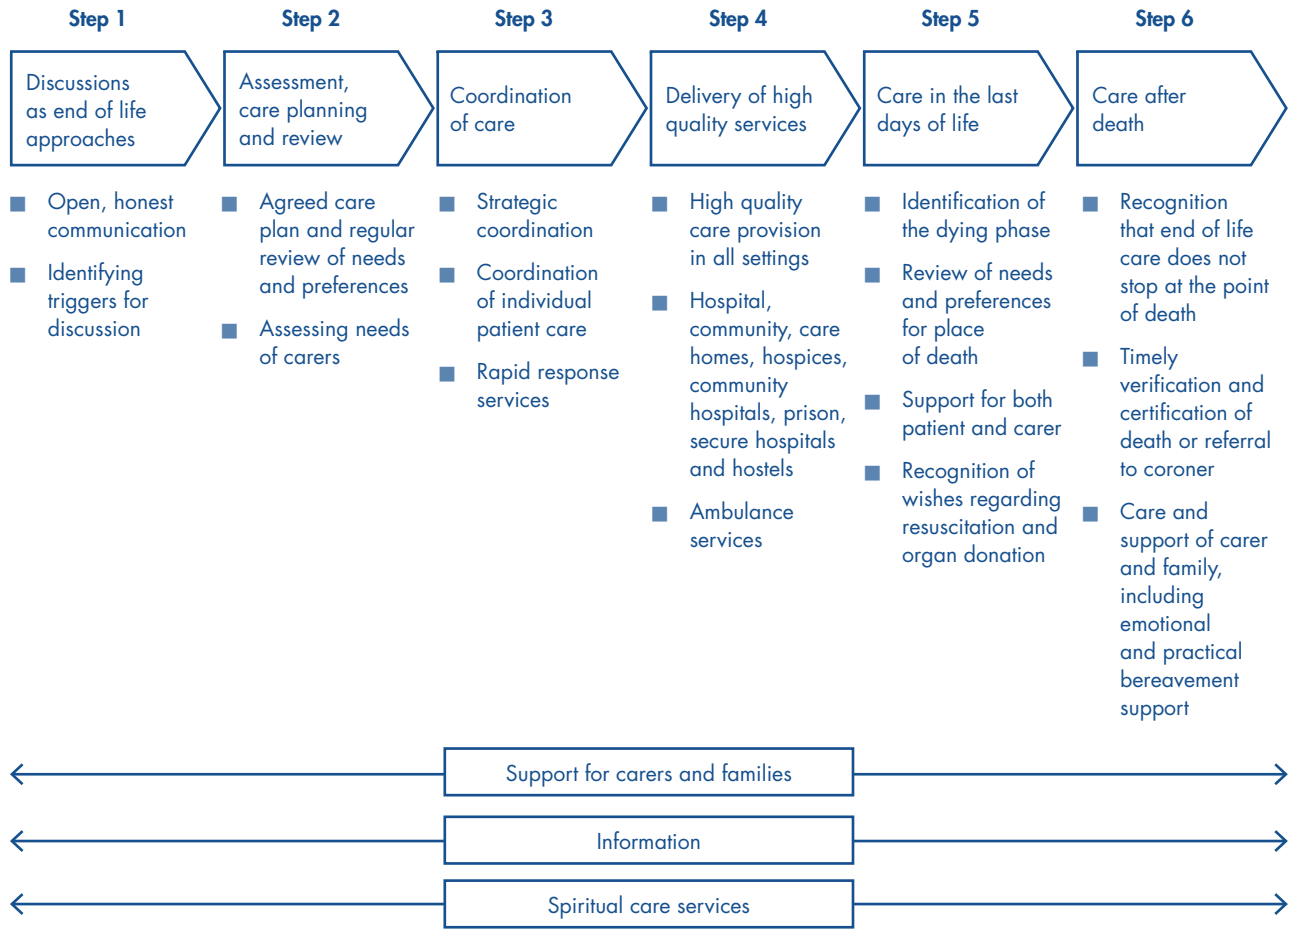 Step 1
Step 2
Step 3
Step 4
Step 5
Step 6
Discussions
as end of life
approaches
Assessment,
care planning
and review
Coordination
of care
Delivery of high
quality services
Care in the last
days of life
Care after
death
Open, honest
communication
Identifying
triggers for
discussion
Agreed care
plan and regular
review of needs
and preferences
Assessing needs
of carers
Strategic
coordination
Coordination
of individual
patient care
Rapid response
services
High quality
care provision
in all settings
Hospital,
community, care
homes, hospices,
community
hospitals, prison,
secure hospitals
and hostels
Ambulance
services
Identification of
the dying phase
Review of needs
and preferences
for place
of death
Support for both
patient and carer
Recognition of
wishes regarding
resuscitation and
organ donation
Recognition
that end of life
care does not
stop at the point
of death
Timely
verification and
certification of
death or referral
to coroner
Care and
support of carer
and family,
including
emotional
and practical
bereavement
support
Support for carers and families
Information
Spiritual care services